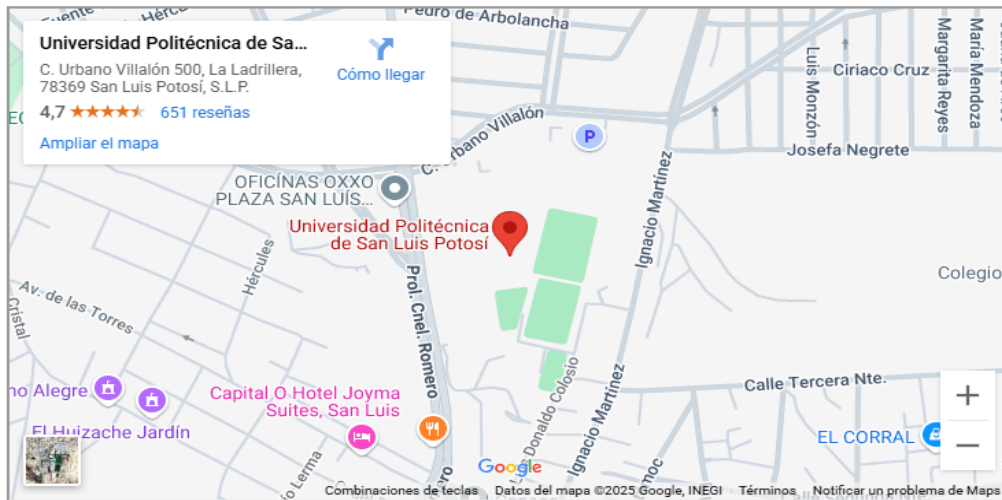 Pedro de Arbolancha
Universidad Politécnica de Sa...
C. Urbano Villalón 500, La Ladrillera,
78369 San Luis Potosí, S.L.P.
4,7
651 reseñas
Ampliar el mapa
Cómo llegar
C. Urbano Villalón
P
Luis Monzón
Ciriaco Cruz
Margarita Reyes
María Mendoza
Josefa Negrete
OFICÍNAS OXXO
PLAZA SAN LUÍS...
Universidad Politécnica
de San Luis Potosí
Ignacio Martínez
Hércules
Prol. Cnel. Romero
Colegio
Av. de las Torres
Cristal
no Alegre
El Huizache Jardín
Capital O Hotel Joyma
Suites, San Luis
Luis Donaldo Colosio
Ignacio Martínez
Calle Tercera Nte.
EL CORRAL
Lerma
Google
Combinaciones de teclas
Datos del mapa ©2025 Google, INEGI
Términos
Notificar un problema de Maps